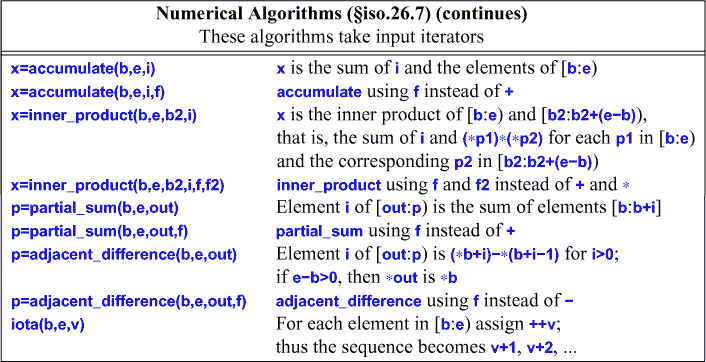 Numerical Algorithms (§iso.26.7) (continues)
These algorithms take input iterators
x=accumulate(b,e,i) x is the sum of i and the elements of [b:e)
x=accumulate(b,e,i,f) accumulate using f instead of +
x=inner_product(b,e,b2,i) x is the inner product of [b:e) and [b2:b2+(e−b)),
that is, the sum of i and (∗p1)∗(∗p2) for each p1 in [b:e)
and the corresponding p2 in [b2:b2+(e−b))
x=inner_product(b,e,b2,i,f,f2) inner_product using f and f2 instead of + and ∗
p=partial_sum(b,e,out) Element i of [out:p) is the sum of elements [b:b+i]
p=partial_sum(b,e,out,f) partial_sum using f instead of +
p=adjacent_difference(b,e,out) Element i of [out:p) is (∗b+i)−∗(b+i−1) for i>0;
if e−b>0, then ∗out is ∗b
p=adjacent_difference(b,e,out,f) adjacent_difference using f instead of −
iota(b,e,v) For each element in [b:e) assign ++v;
thus the sequence becomes v+1, v+2, ...